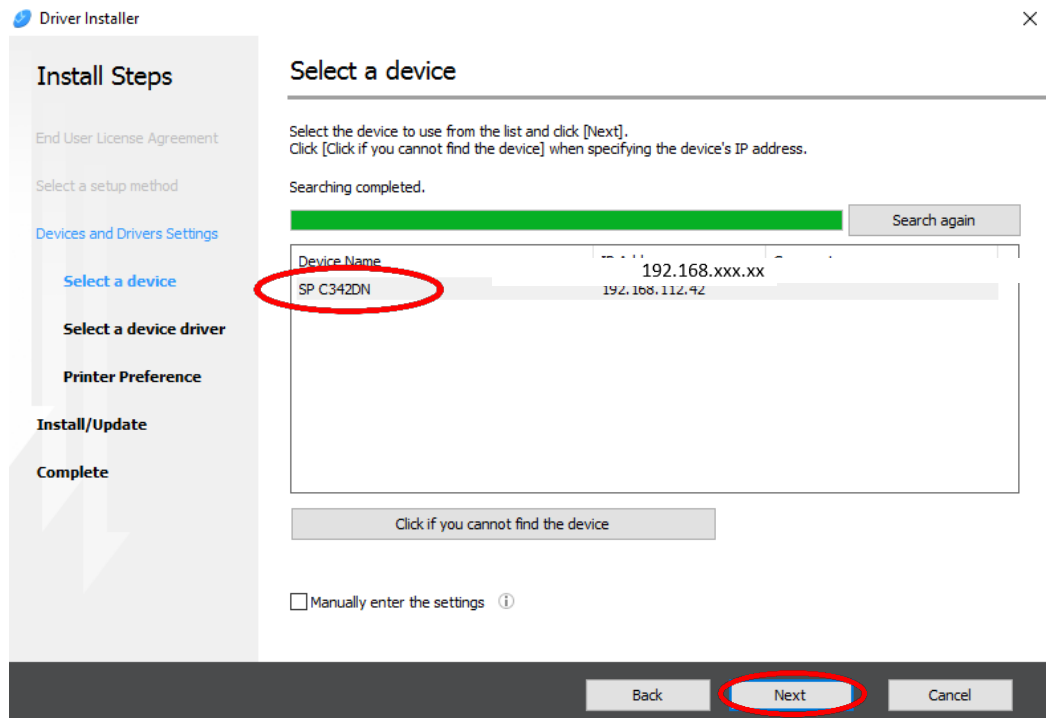 Driver Installer
Install Steps
End User License Agreement
Select a setup method
Devices and Drivers Settings
Select a device
Select a device driver
Printer Preference
Install/Update
Complete
Select a device
Select the device to use from the list and click [Next].
Click [Click if you cannot find the device] when specifying the device's IP address.
Searching completed.
Search again
Device Name
192.168.xxx.xx
SP C342DN 192.168.112.42
Click if you cannot find the device
Manually enter the settings
Back Next Cancel